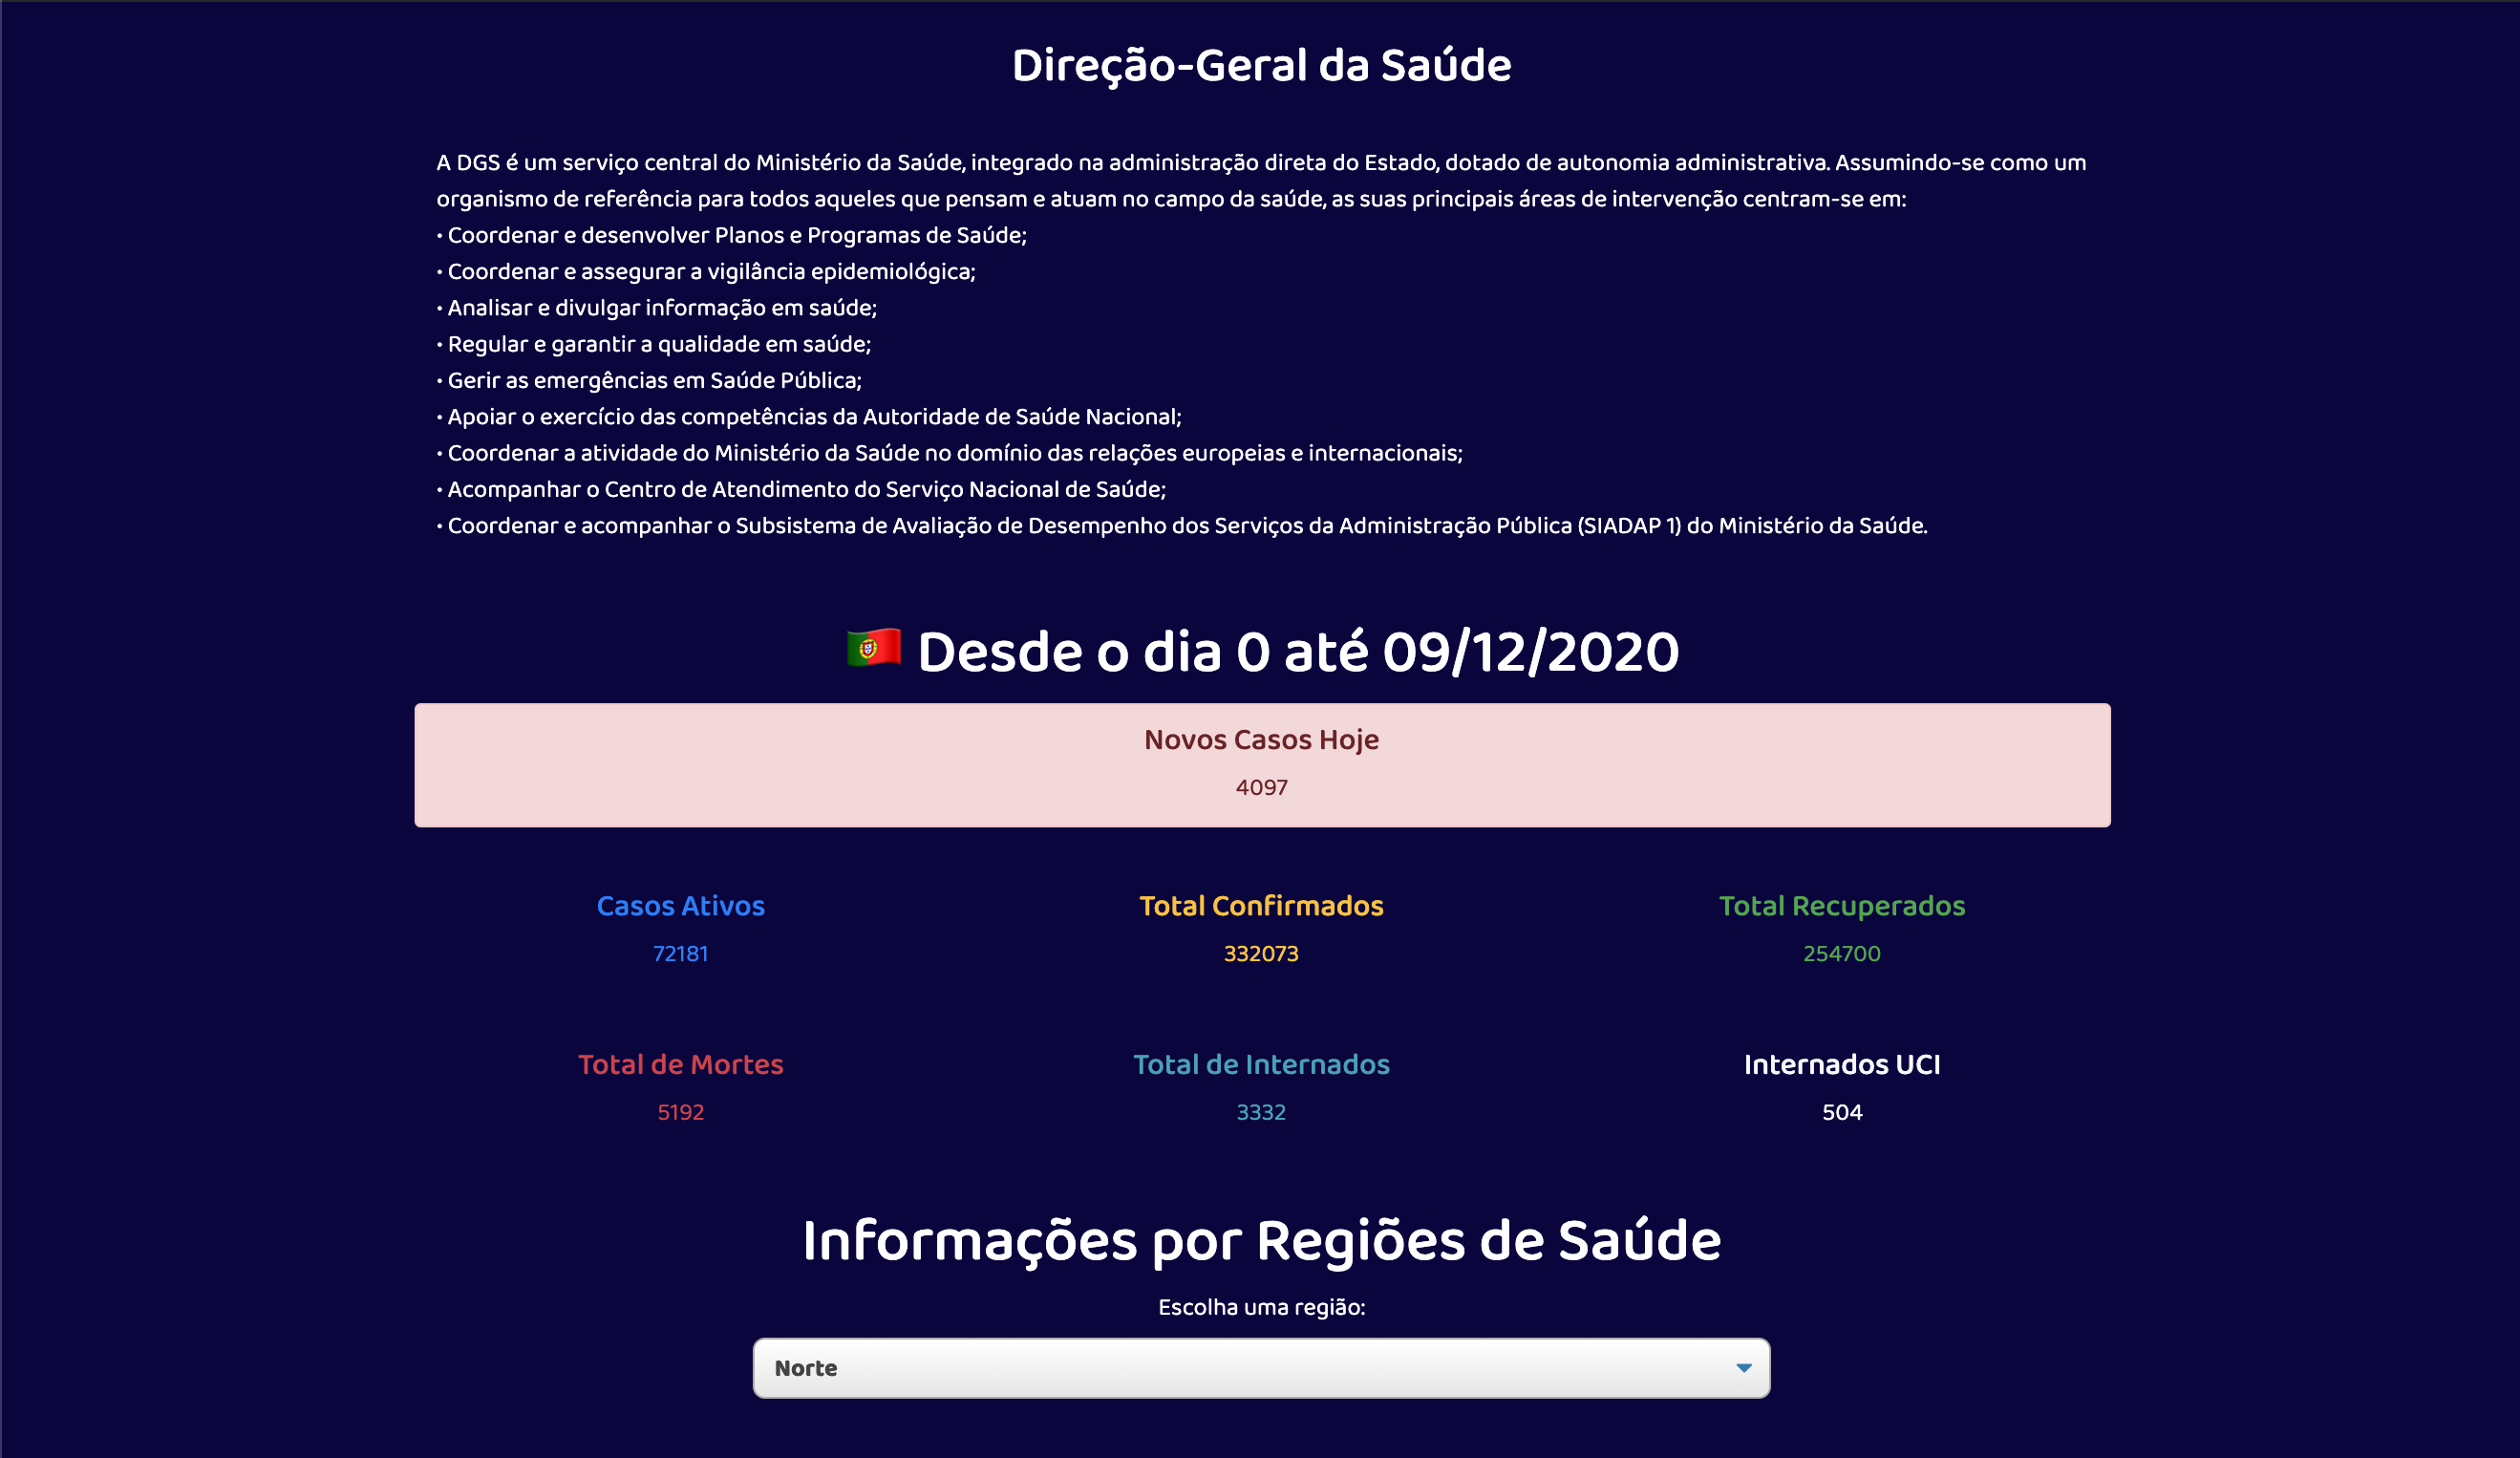 Direção-Geral da Saúde
A DGS é um serviço central do Ministério da Saúde, integrado na administração direta do Estado, dotado de autonomia administrativa. Assumindo-se como um
organismo de referência para todos aqueles que pensam e atuam no campo da saúde, as suas principais áreas de intervenção centram-se em:
• Coordenar e desenvolver Planos e Programas de Saúde;
• Coordenar e assegurar a vigilância epidemiológica;
• Analisar e divulgar informação em saúde;
• Regular e garantir a qualidade em saúde;
• Gerir as emergências em Saúde Pública;
• Apoiar o exercício das competências da Autoridade de Saúde Nacional;
• Coordenar a atividade do Ministério da Saúde no domínio das relações europeias e internacionais;
• Acompanhar o Centro de Atendimento do Serviço Nacional de Saúde;
• Coordenar e acompanhar o Subsistema de Avaliação de Desempenho dos Serviços da Administração Pública (SIADAP 1) do Ministério da Saúde.
Desde o dia 0 até 09/12/2020
Novos Casos Hoje
4097
Casos Ativos
72181
Total Confirmados
332073
Total Recuperados
254700
Total de Mortes
5192
Total de Internados
3332
Internados UCI
504
Informações por Regiões de Saúde
Escolha uma região:
Norte